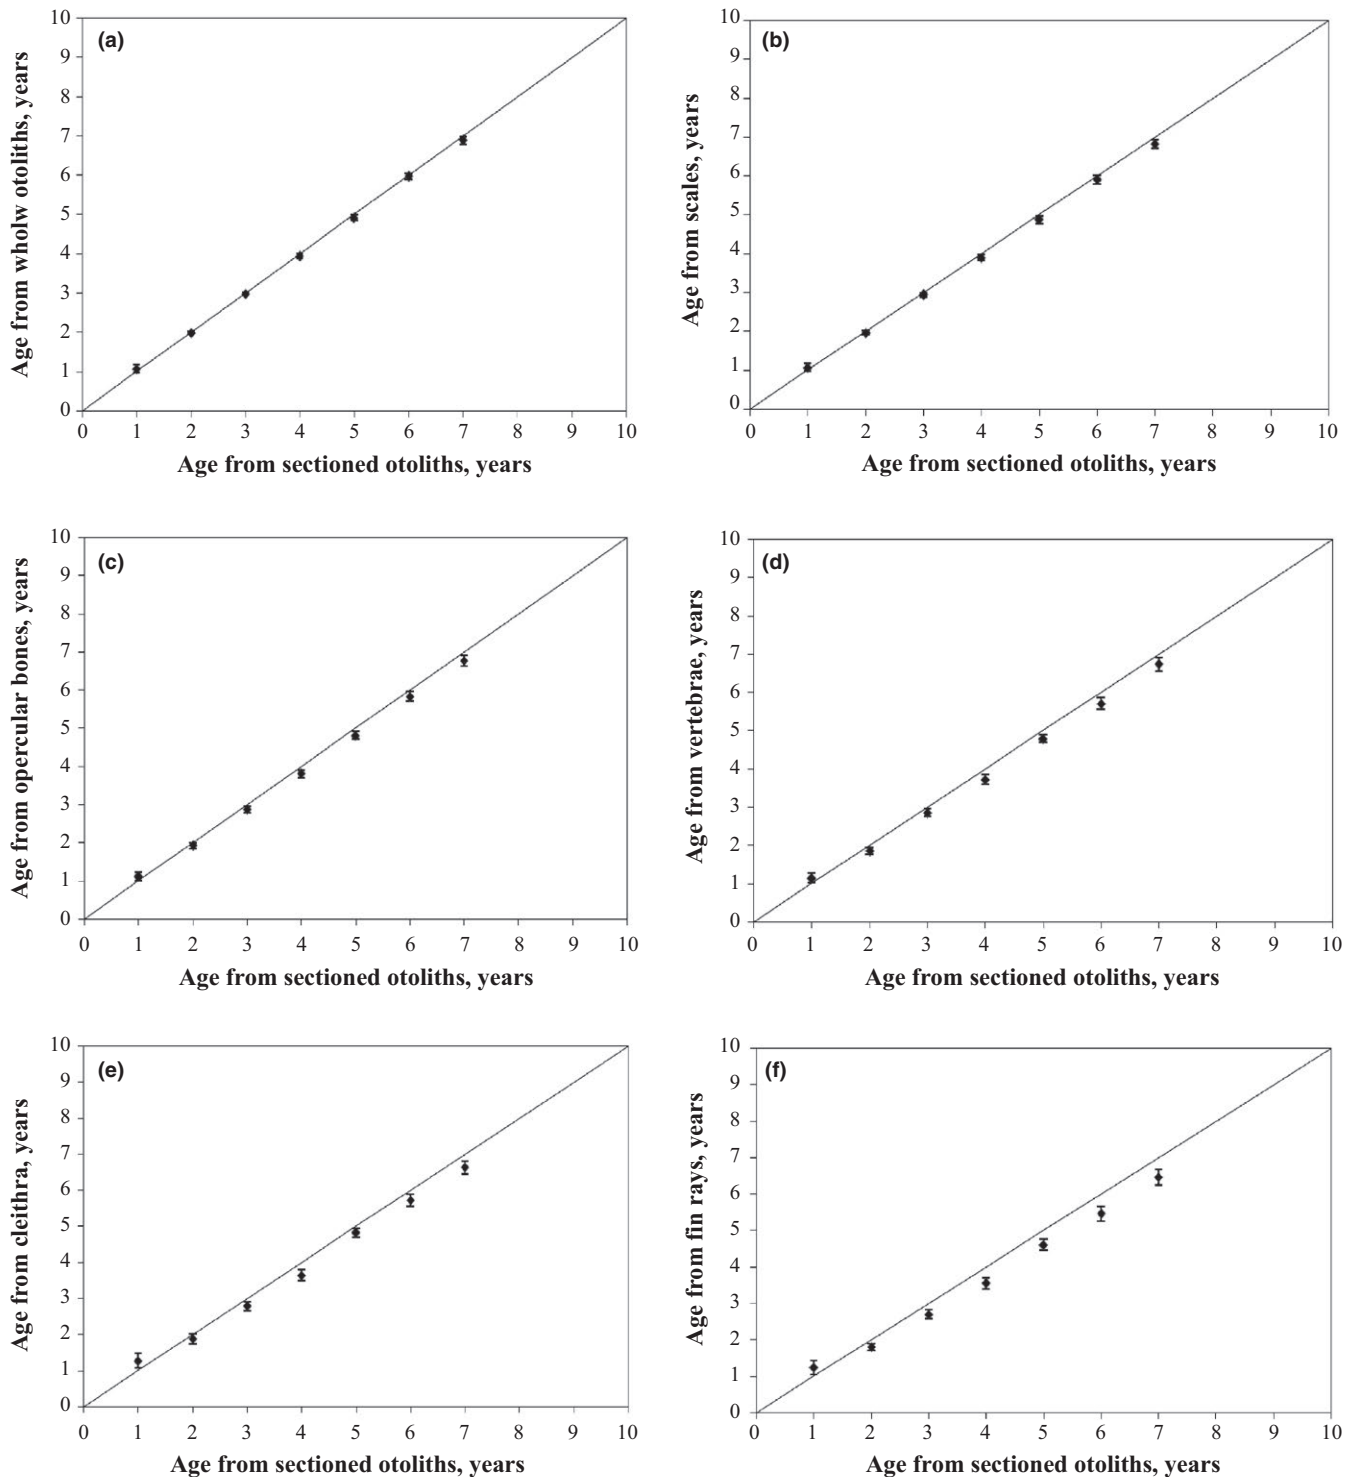 (a)
Age from wholw otoliths, years
10
9
8
7
6
5
4
3
2
1
0
0 1 2 3 4 5 6 7 8 9 10
Age from sectioned otoliths, years
(b)
Age from scales, years
10
9
8
7
6
5
4
3
2
1
0
0 1 2 3 4 5 6 7 8 9 10
Age from sectioned otoliths, years
(c)
Age from opercular bones, years
10
9
8
7
6
5
4
3
2
1
0
0 1 2 3 4 5 6 7 8 9 10
Age from sectioned otoliths, years
(d)
Age from vertebrae, years
10
9
8
7
6
5
4
3
2
1
0
0 1 2 3 4 5 6 7 8 9 10
Age from sectioned otoliths, years
(e)
Age from cleithra, years
10
9
8
7
6
5
4
3
2
1
0
0 1 2 3 4 5 6 7 8 9 10
Age from sectioned otoliths, years
(f)
Age from fin rays, years
10
9
8
7
6
5
4
3
2
1
0
0 1 2 3 4 5 6 7 8 9 10
Age from sectioned otoliths, years